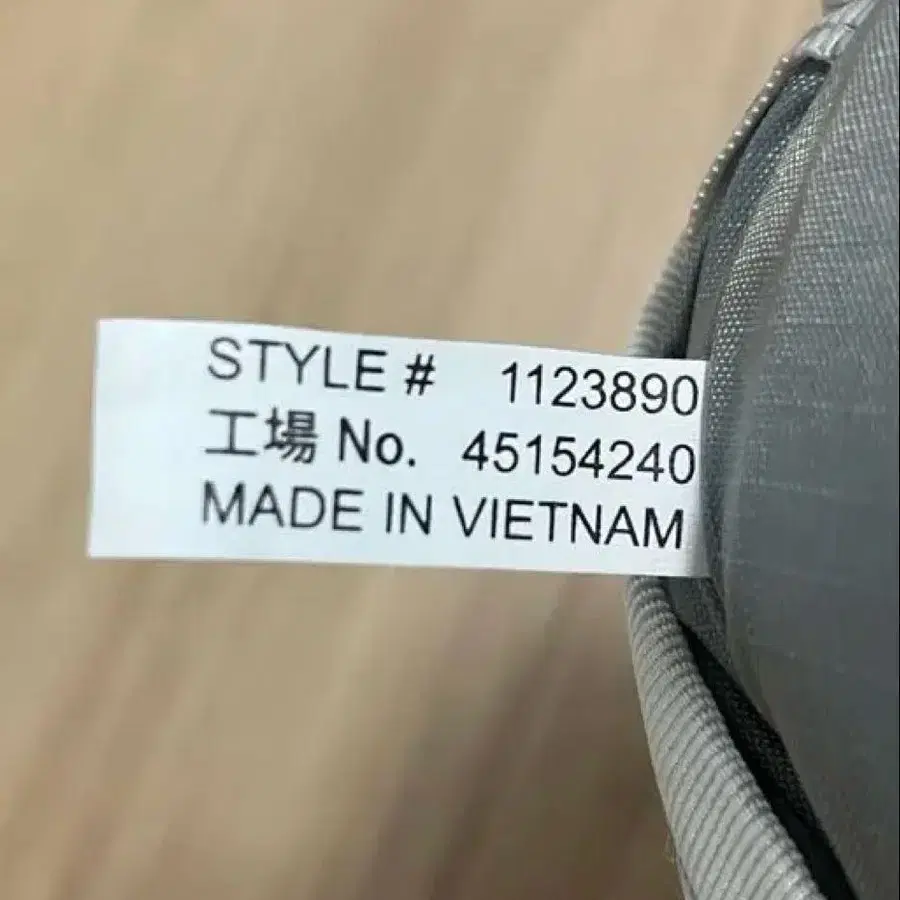 STYLE # 1123890
工場 No. 45154240
MADE IN VIETNAM